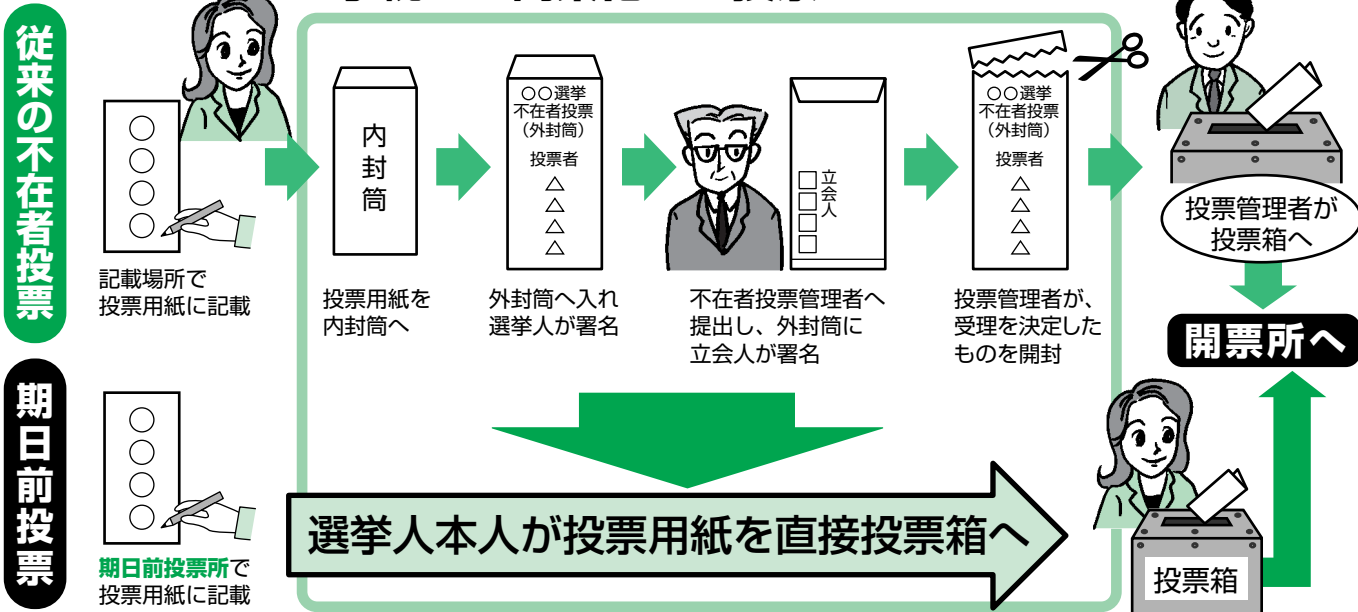 従来の不在者投票
記載場所で
投票用紙に記載
内封筒
投票用紙を
内封筒へ
○○選挙
不在者投票
（外封筒）
投票者
△
△
△
△
外封筒へ入れ
選挙人が署名
立会人
□
□
□
□
不在者投票管理者へ
提出し、外封筒に
立会人が署名
○○選挙
不在者投票
（外封筒）
投票者
△
△
△
△
投票管理者が、
受理を決定した
ものを開封
投票管理者が
投票箱へ
開票所へ
期日前投票
期日前投票所で
投票用紙に記載
選挙人本人が投票用紙を直接投票箱へ
投票箱